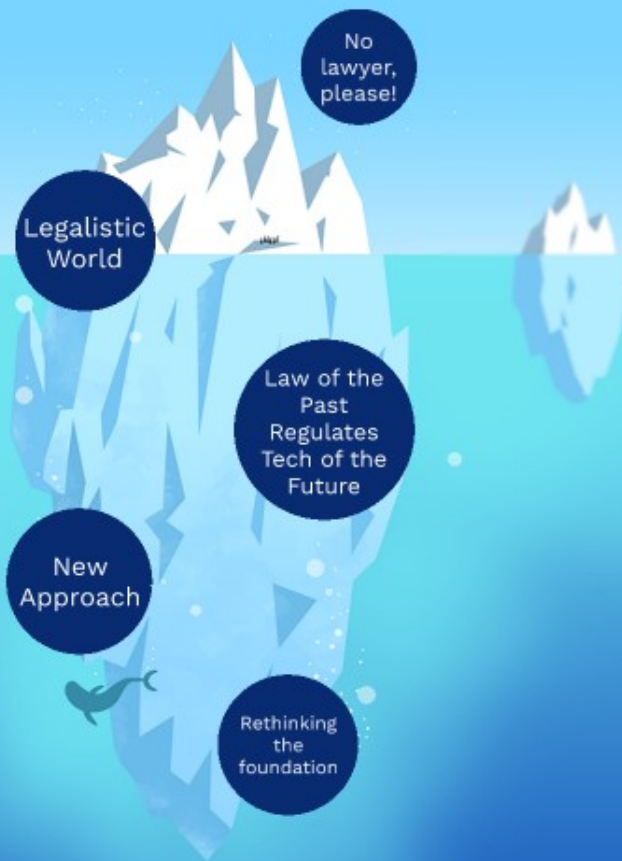 No
lawyer,
please!
Legalistic
World
Law of the
Past
Regulates
Tech of the
Future
New
Approach
Rethinking
the
foundation